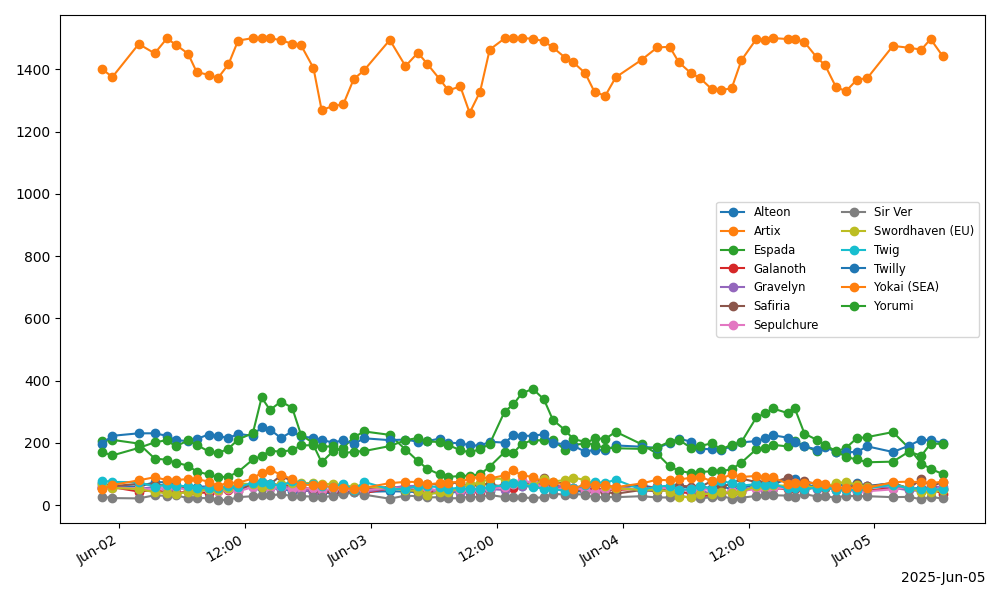 1400
1200
1000
800
600
400
200
0
Alteon
Artix
Espada
Galanoth
Gravelyn
Safiria
Sepulchure
Sir Ver
Swordhaven (EU)
Twig
Twilly
Yokai (SEA)
Yorumi
Jun-02
12:00
Jun-03
12:00
Jun-04
12:00
Jun-05
2025-Jun-05